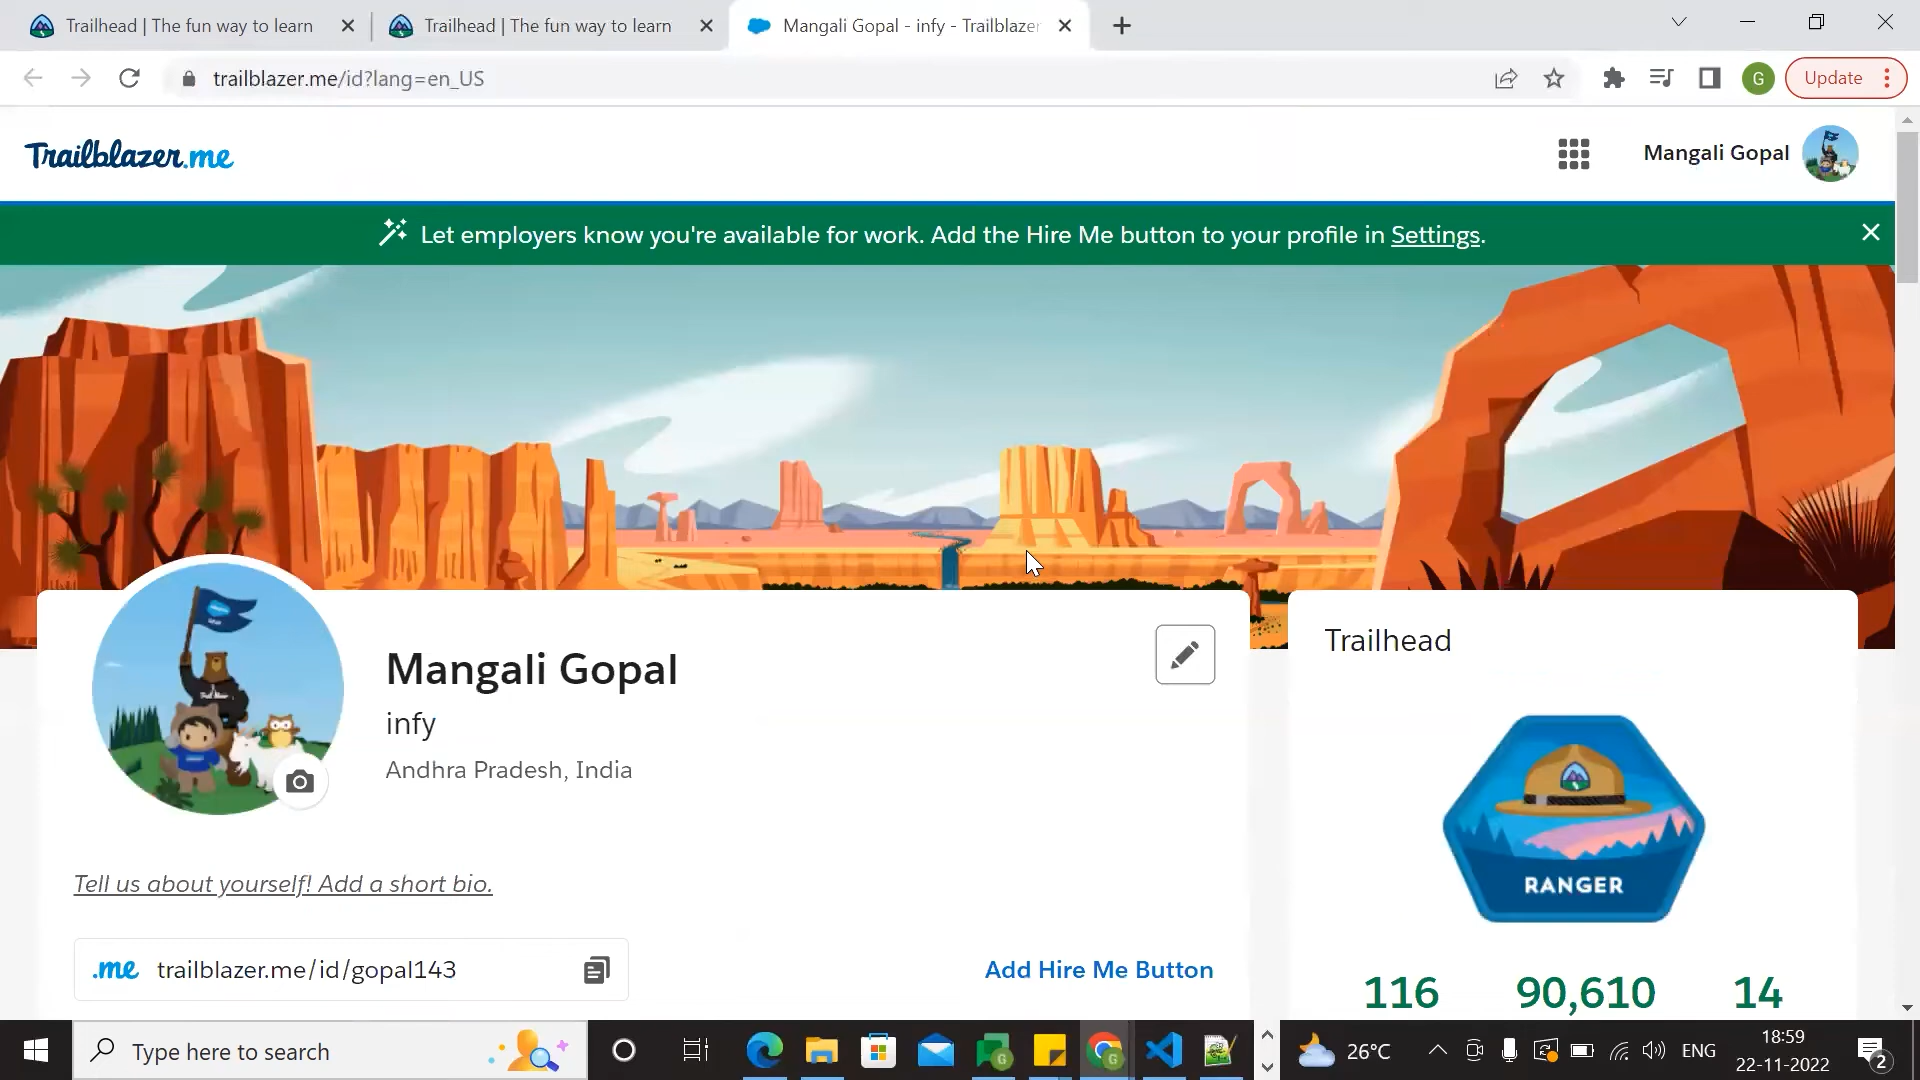 Trailhead | The fun way to learn
Trailhead | The fun way to learn
Mangali Gopal - infy - Trailblazer
trailblazer.me/id?lang=en_US
G
Update
Trailblazer.me
Mangali Gopal
Let employers know you're available for work. Add the Hire Me button to your profile in Settings.
Mangali Gopal
infy
Andhra Pradesh, India
Tell us about yourself! Add a short bio.
.me trailblazer.me/id/gopal143
Add Hire Me Button
Trailhead
RANGER
116 90,610 14
Type here to search
26°C
ENG
18:59
22-11-2022
2